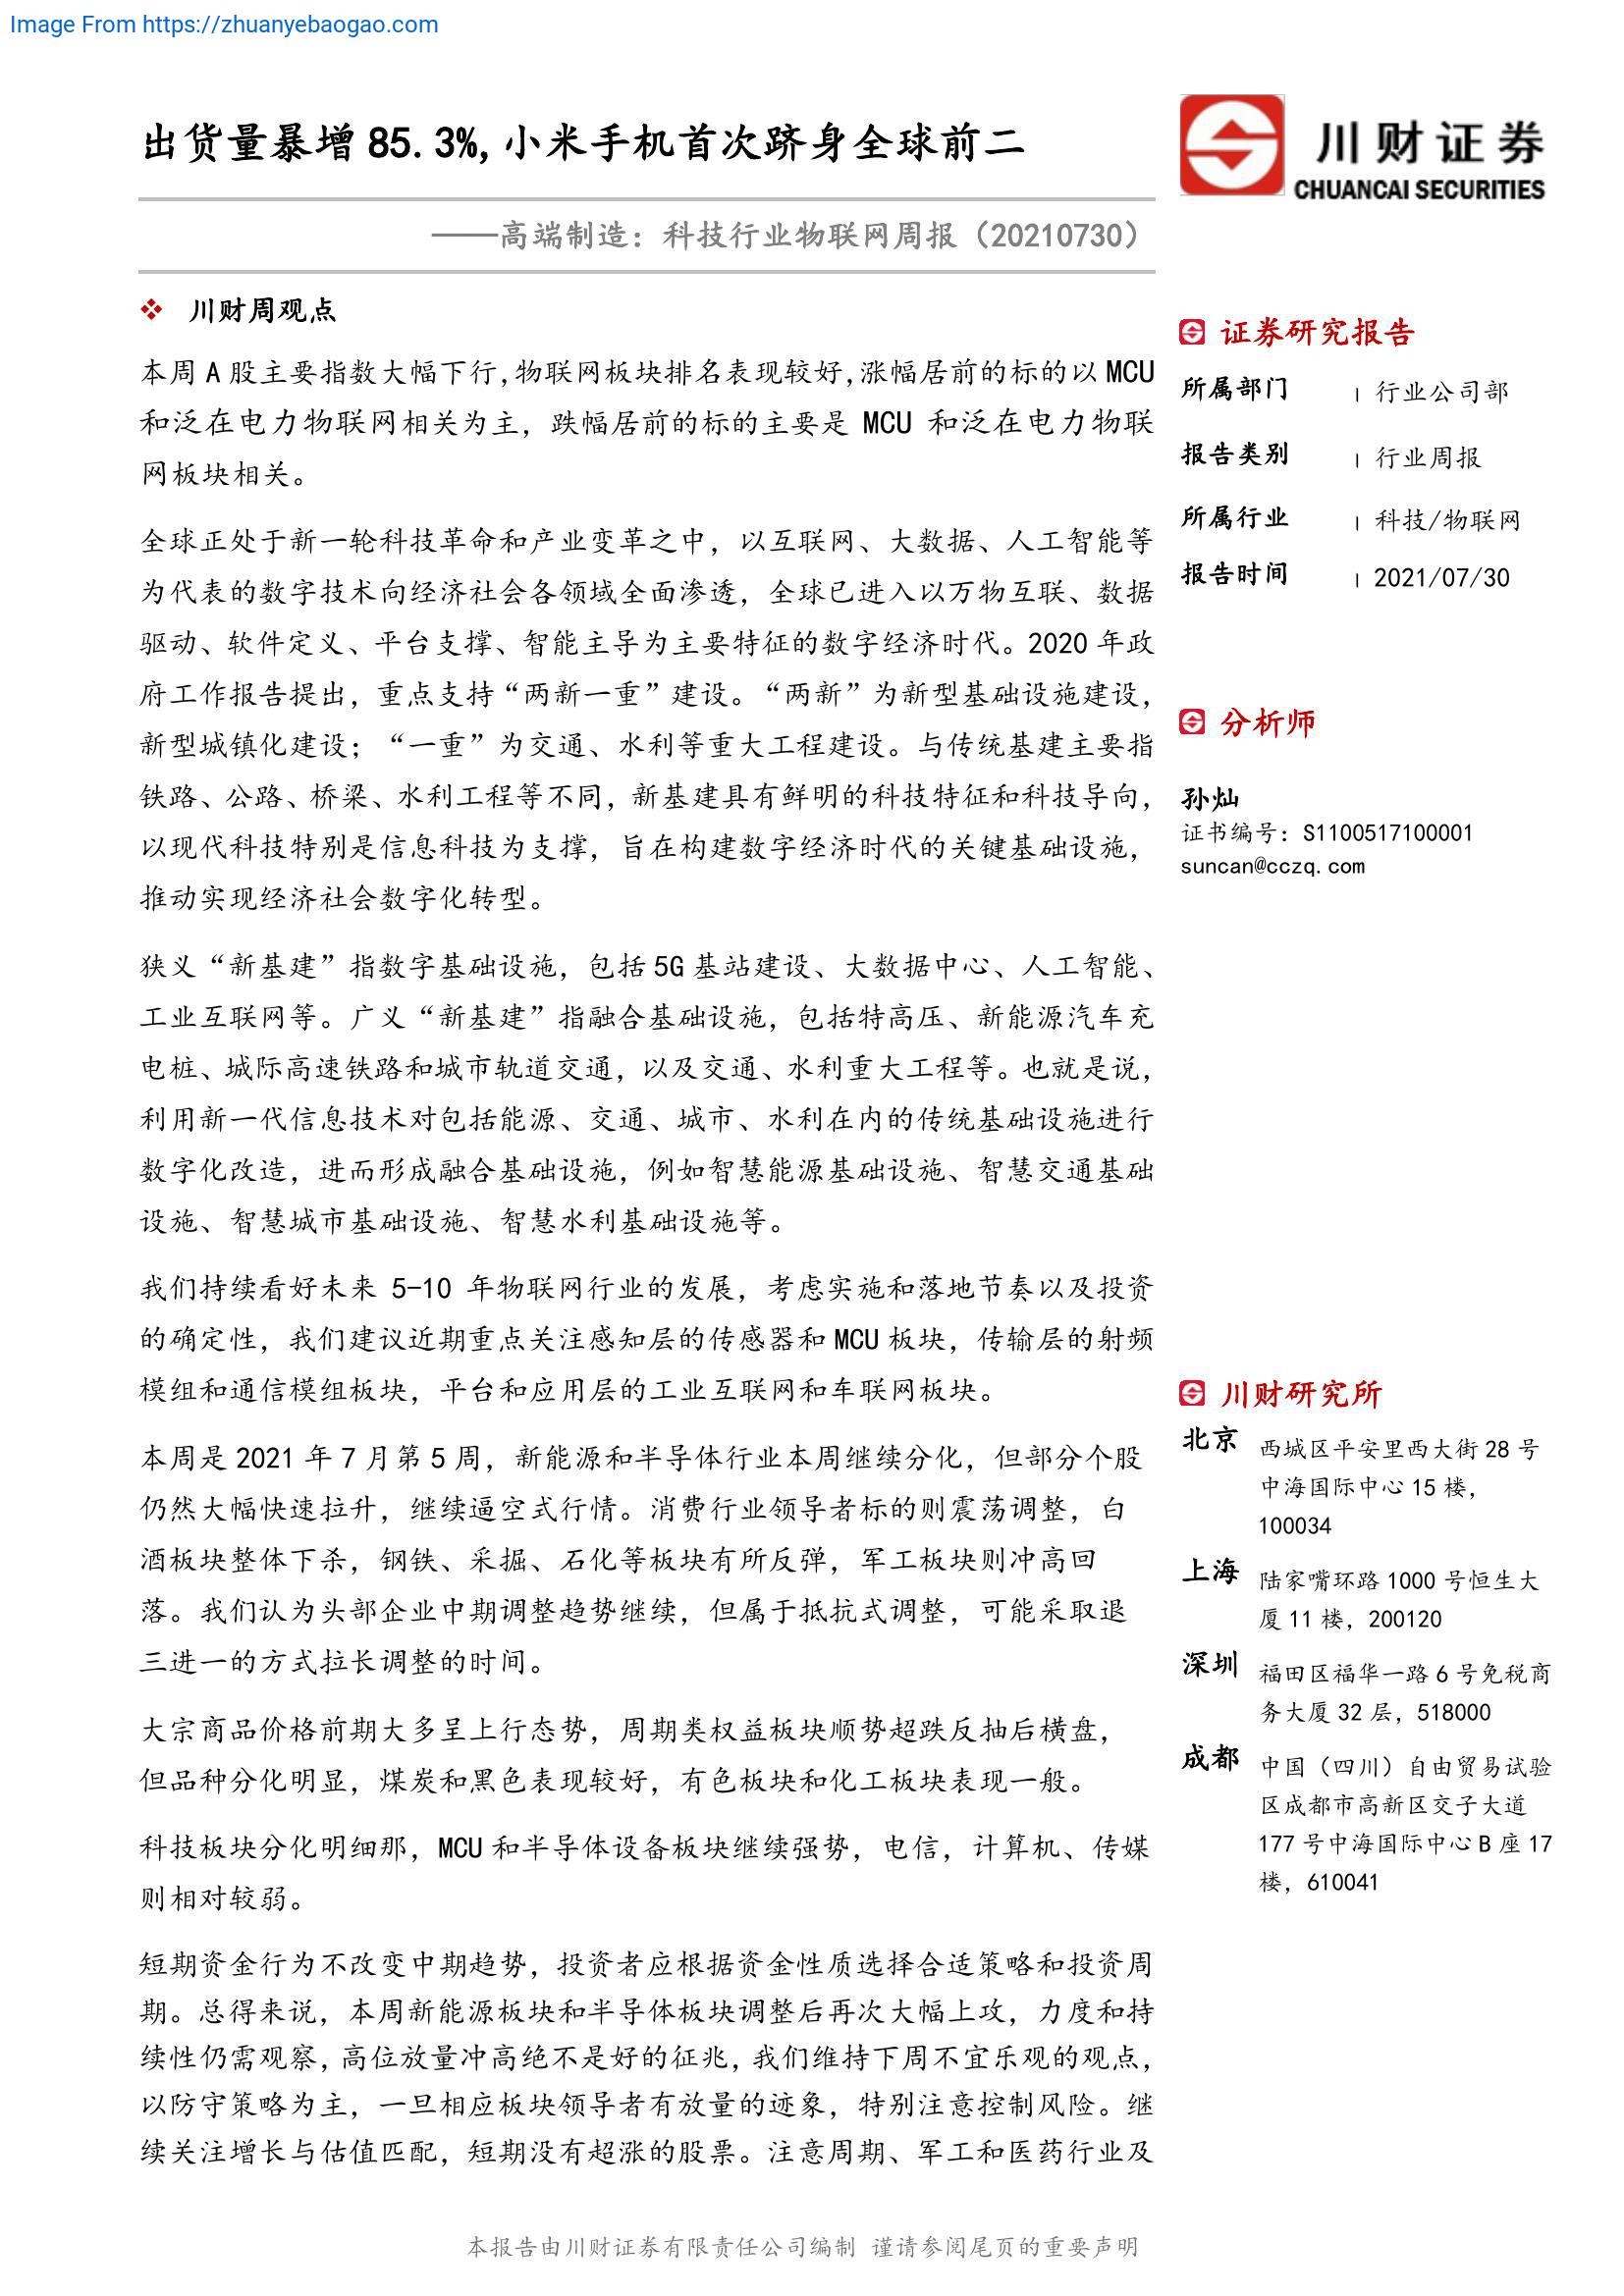 Image From https://zhuanyebaogao.com
出货量暴增 85.3%,小米手机首次跻身全球前二
——高端制造：科技行业物联网周报（20210730）
川财证券
CHUANCAI SECURITIES
❖ 川财周观点
本周 A 股主要指数大幅下行,物联网板块排名表现较好,涨幅居前的标的以 MCU
和泛在电力物联网相关为主，跌幅居前的标的主要是 MCU 和泛在电力物联
网板块相关。
全球正处于新一轮科技革命和产业变革之中，以互联网、大数据、人工智能等
为代表的数字技术向经济社会各领域全面渗透，全球已进入以万物互联、数据
驱动、软件定义、平台支撑、智能主导为主要特征的数字经济时代。2020 年政
府工作报告提出，重点支持“两新一重”建设。“两新”为新型基础设施建设，
新型城镇化建设；“一重”为交通、水利等重大工程建设。与传统基建主要指
铁路、公路、桥梁、水利工程等不同，新基建具有鲜明的科技特征和科技导向，
以现代科技特别是信息科技为支撑，旨在构建数字经济时代的关键基础设施，
推动实现经济社会数字化转型。
狭义“新基建”指数字基础设施，包括 5G 基站建设、大数据中心、人工智能、
工业互联网等。广义“新基建”指融合基础设施，包括特高压、新能源汽车充
电桩、城际高速铁路和城市轨道交通，以及交通、水利重大工程等。也就是说，
利用新一代信息技术对包括能源、交通、城市、水利在内的传统基础设施进行
数字化改造，进而形成融合基础设施，例如智慧能源基础设施、智慧交通基础
设施、智慧城市基础设施、智慧水利基础设施等。
我们持续看好未来 5-10 年物联网行业的发展，考虑实施和落地节奏以及投资
的确定性，我们建议近期重点关注感知层的传感器和 MCU 板块，传输层的射频
模组和通信模组板块，平台和应用层的工业互联网和车联网板块。
本周是 2021 年 7 月第 5 周，新能源和半导体行业本周继续分化，但部分个股
仍然大幅快速拉升，继续逼空式行情。消费行业领导者标的则震荡调整，白
酒板块整体下杀，钢铁、采掘、石化等板块有所反弹，军工板块则冲高回
落。我们认为头部企业中期调整趋势继续，但属于抵抗式调整，可能采取退
三进一的方式拉长调整的时间。
大宗商品价格前期大多呈上行态势，周期类权益板块顺势超跌反抽后横盘，
但品种分化明显，煤炭和黑色表现较好，有色板块和化工板块表现一般。
科技板块分化明细那，MCU 和半导体设备板块继续强势，电信，计算机、传媒
则相对较弱。
短期资金行为不改变中期趋势，投资者应根据资金性质选择合适策略和投资周
期。总得来说，本周新能源板块和半导体板块调整后再次大幅上攻，力度和持
续性仍需观察，高位放量冲高绝不是好的征兆，我们维持下周不宜乐观的观点，
以防守策略为主，一旦相应板块领导者有放量的迹象，特别注意控制风险。继
续关注增长与估值匹配，短期没有超涨的股票。注意周期、军工和医药行业及
证券研究报告
所属部门 | 行业公司部
报告类别 | 行业周报
所属行业 | 科技/物联网
报告时间 | 2021/07/30
分析师
孙灿
证书编号：S1100517100001
suncan@cczq.com
川财研究所
北京 西城区平安里西大街 28 号
中海国际中心 15 楼，
100034
上海 陆家嘴环路 1000 号恒生大
厦 11 楼，200120
深圳 福田区福华一路 6 号免税商
务大厦 32 层，518000
成都 中国（四川）自由贸易试验
区成都市高新区交子大道
177 号中海国际中心 B 座 17
楼，610041
本报告由川财证券有限责任公司编制 谨请参阅尾页的重要声明